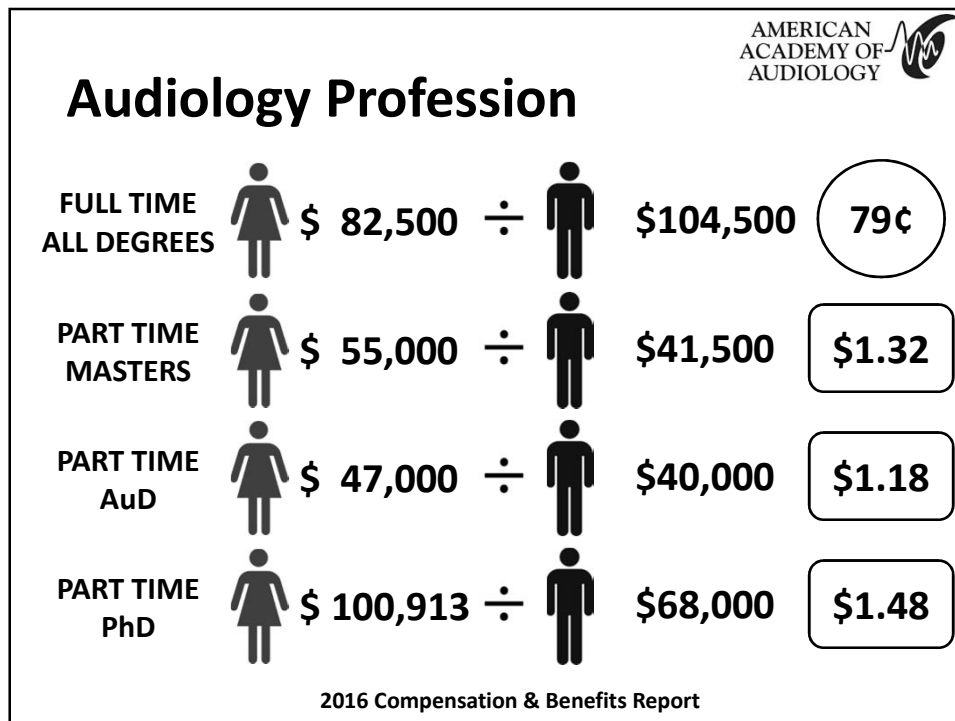 AMERICAN
ACADEMY OF
AUDIOLOGY
Audiology Profession
FULL TIME
ALL DEGREES
$ 82,500 ÷ $104,500 79¢
PART TIME
MASTERS
$ 55,000 ÷ $41,500 $1.32
PART TIME
AuD
$ 47,000 ÷ $40,000 $1.18
PART TIME
PhD
$ 100,913 ÷ $68,000 $1.48
2016 Compensation & Benefits Report